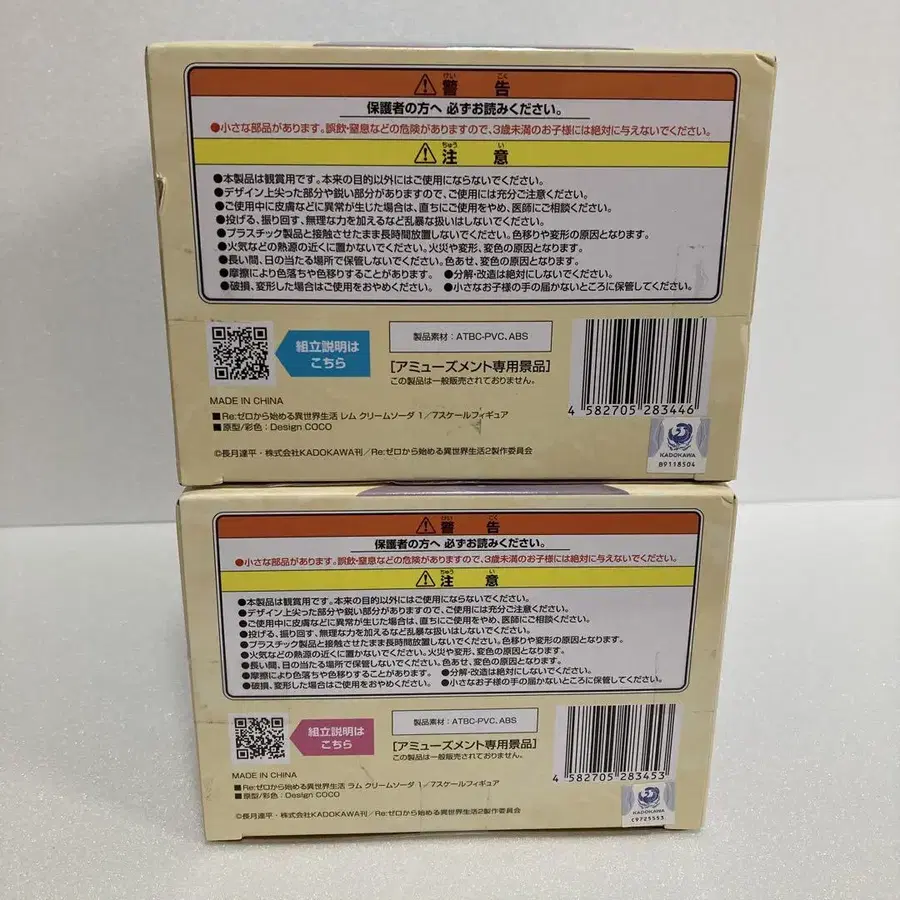 けい こく
⚠警 告
保護者の方へ 必ずお読みください。
●小さな部品があります。誤飲・窒息などの危険がありますので、3歳未満のお子様には絶対に与えないでください。
ちゅう い
⚠注 意
●本製品は観賞用です。本来の目的以外にはご使用にならないでください。
●デザイン上尖った部分や鋭い部分がありますので、ご使用には充分ご注意ください。
●ご使用中に皮膚などに異常が生じた場合は、直ちにご使用をやめ、医師にご相談ください。
●投げる、振り回す、無理な力を加えるなど乱暴な扱いはしないでください。
●プラスチック製品と接触させたまま長時間放置しないでください。色移りや変形の原因となります。
●火気などの熱源の近くに置かないでください。火災や変形、変色の原因となります。
●長い間、日の当たる場所で保管しないでください。色あせ、変色の原因となります。
●摩擦により色落ちや色移りすることがあります。 ●分解・改造は絶対にしないでください。
●破損、変形した場合はご使用をおやめください。 ●小さなお子様の手の届かないところに保管してください。
組立説明は
こちら
製品素材：ATBC-PVC、ABS
[アミューズメント専用景品]
この製品は一般販売されておりません。
4 582705 283446
MADE IN CHINA
■Re:ゼロから始める異世界生活 レム クリームソーダ 1／7スケールフィギュア
■原型/彩色：Design COCO
©長月達平・株式会社KADOKAWA刊／Re:ゼロから始める異世界生活2製作委員会
KADOKAWA
B9118504
けい こく
⚠警 告
保護者の方へ 必ずお読みください。
●小さな部品があります。誤飲・窒息などの危険がありますので、3歳未満のお子様には絶対に与えないでください。
ちゅう い
⚠注 意
●本製品は観賞用です。本来の目的以外にはご使用にならないでください。
●デザイン上尖った部分や鋭い部分がありますので、ご使用には充分ご注意ください。
●ご使用中に皮膚などに異常が生じた場合は、直ちにご使用をやめ、医師にご相談ください。
●投げる、振り回す、無理な力を加えるなど乱暴な扱いはしないでください。
●プラスチック製品と接触させたまま長時間放置しないでください。色移りや変形の原因となります。
●火気などの熱源の近くに置かないでください。火災や変形、変色の原因となります。
●長い間、日の当たる場所で保管しないでください。色あせ、変色の原因となります。
●摩擦により色落ちや色移りすることがあります。 ●分解・改造は絶対にしないでください。
●破損、変形した場合はご使用をおやめください。 ●小さなお子様の手の届かないところに保管してください。
組立説明は
こちら
製品素材：ATBC-PVC、ABS
[アミューズメント専用景品]
この製品は一般販売されておりません。
4 582705 283453
MADE IN CHINA
■Re:ゼロから始める異世界生活 ラム クリームソーダ 1／7スケールフィギュア
■原型/彩色：Design COCO
©長月達平・株式会社KADOKAWA刊／Re:ゼロから始める異世界生活2製作委員会
KADOKAWA
C9725553